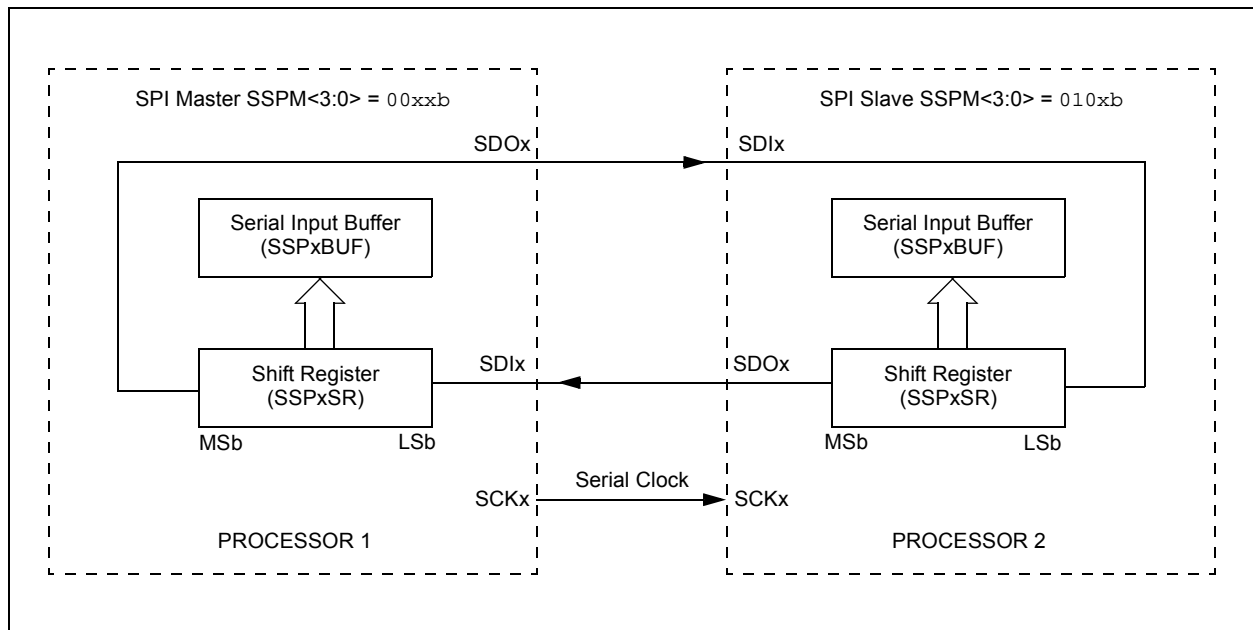 SPI Master SSPM<3:0> = 00xxb
SPI Slave SSPM<3:0> = 010xb
SDOx
SDIx
Serial Input Buffer
(SSPxBUF)
Serial Input Buffer
(SSPxBUF)
Shift Register
(SSPxSR)
SDIx
SDOx
Shift Register
(SSPxSR)
MSb
LSb
MSb
LSb
Serial Clock
SCKx
SCKx
PROCESSOR 1
PROCESSOR 2